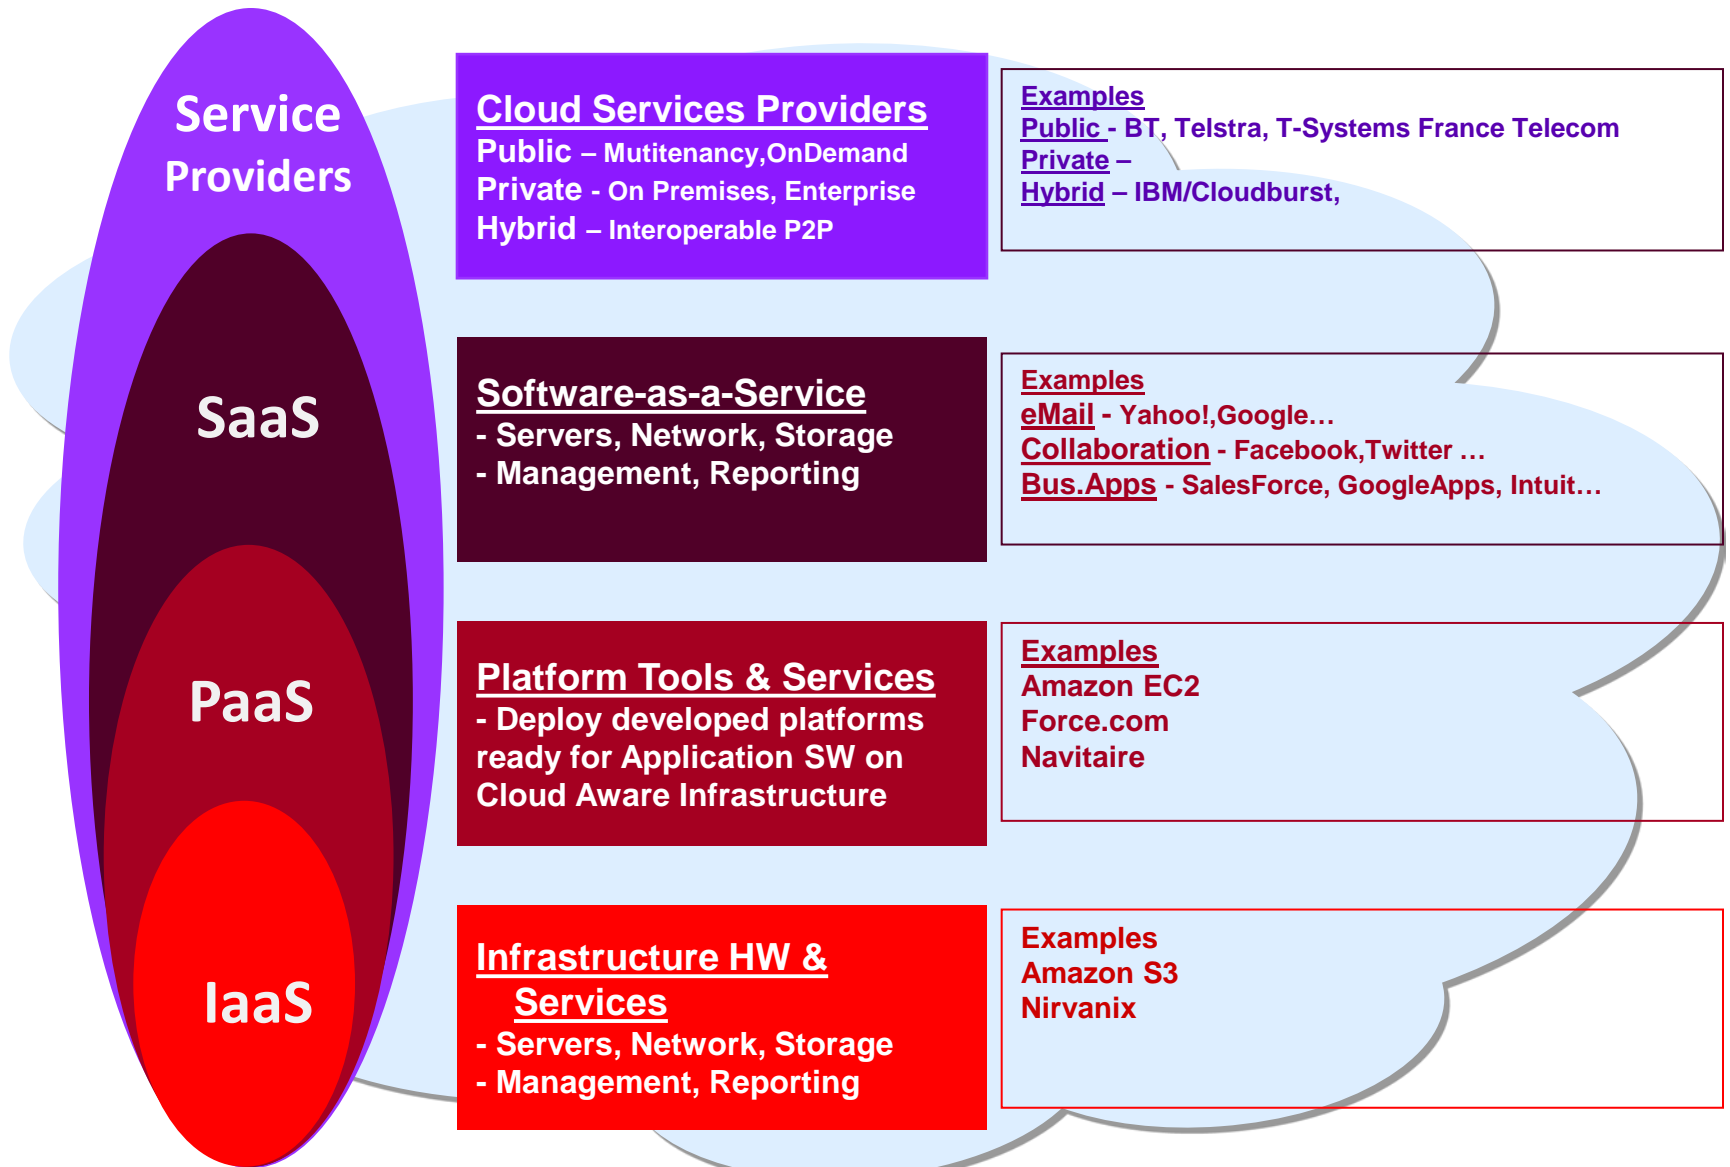 Service
Providers
Cloud Services Providers
Public – Mutitenancy,OnDemand
Private - On Premises, Enterprise
Hybrid – Interoperable P2P
Examples
Public - BT, Telstra, T-Systems France Telecom
Private –
Hybrid – IBM/Cloudburst,
SaaS
Software-as-a-Service
- Servers, Network, Storage
- Management, Reporting
Examples
eMail - Yahoo!,Google…
Collaboration - Facebook,Twitter …
Bus.Apps - SalesForce, GoogleApps, Intuit…
PaaS
Platform Tools & Services
- Deploy developed platforms
ready for Application SW on
Cloud Aware Infrastructure
Examples
Amazon EC2
Force.com
Navitaire
IaaS
Infrastructure HW &
Services
- Servers, Network, Storage
- Management, Reporting
Examples
Amazon S3
Nirvanix